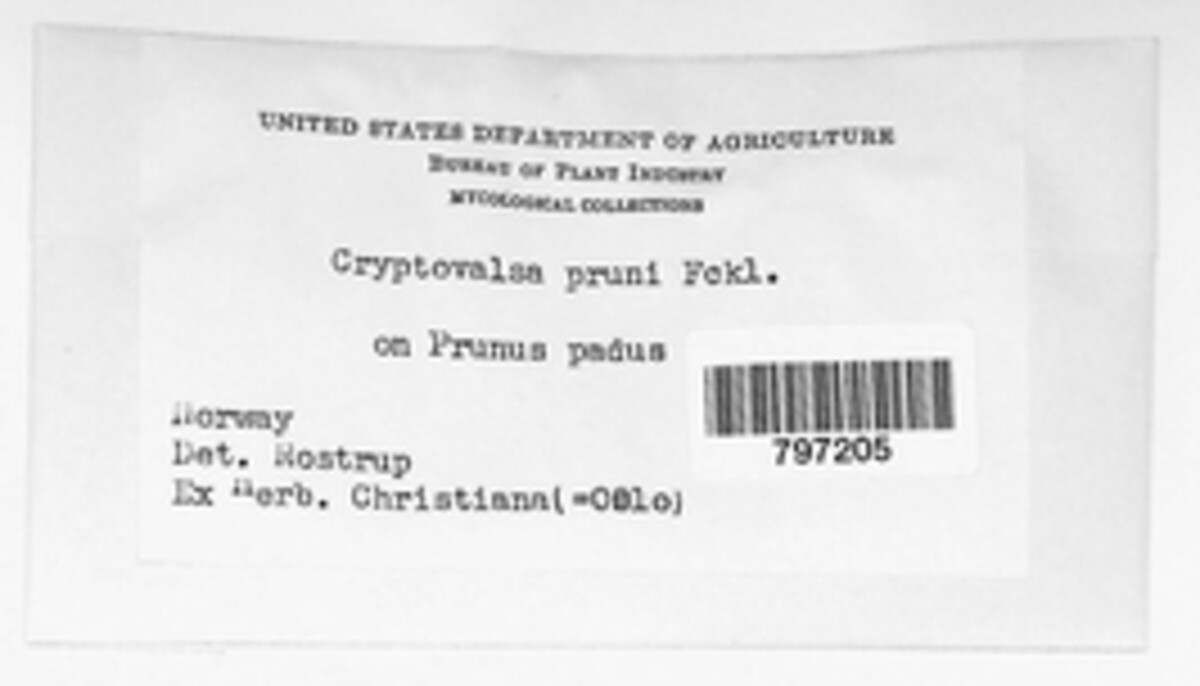 UNITED STATES DEPARTMENT OF AGRICULTURE
BUREAU OF PLANT INDUSTRY
MYCOLOGICAL COLLECTIONS
Cryptovalsa pruni Fckl.
on Prunus padus
797205
Norway
Det. Rostrup
Ex Herb. Christiana(=OØlo)